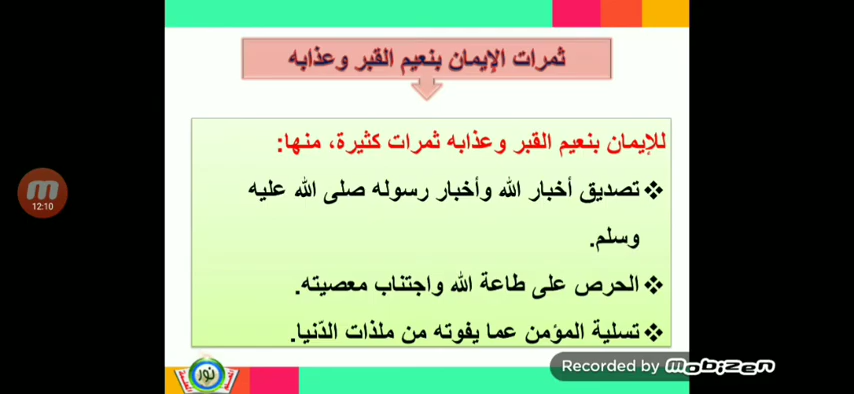 ثمرات الإيمان بنعيم القبر وعذابه
للإيمان بنعيم القبر وعذابه ثمرات كثيرة، منها:
❖ تصديق أخبار الله وأخبار رسوله صلى الله عليه
وسلم.
❖ الحرص على طاعة الله واجتناب معصيته.
❖ تسلية المؤمن عما يفوته من ملذات الدّنيا.
12:10
نور
Recorded by mobizen